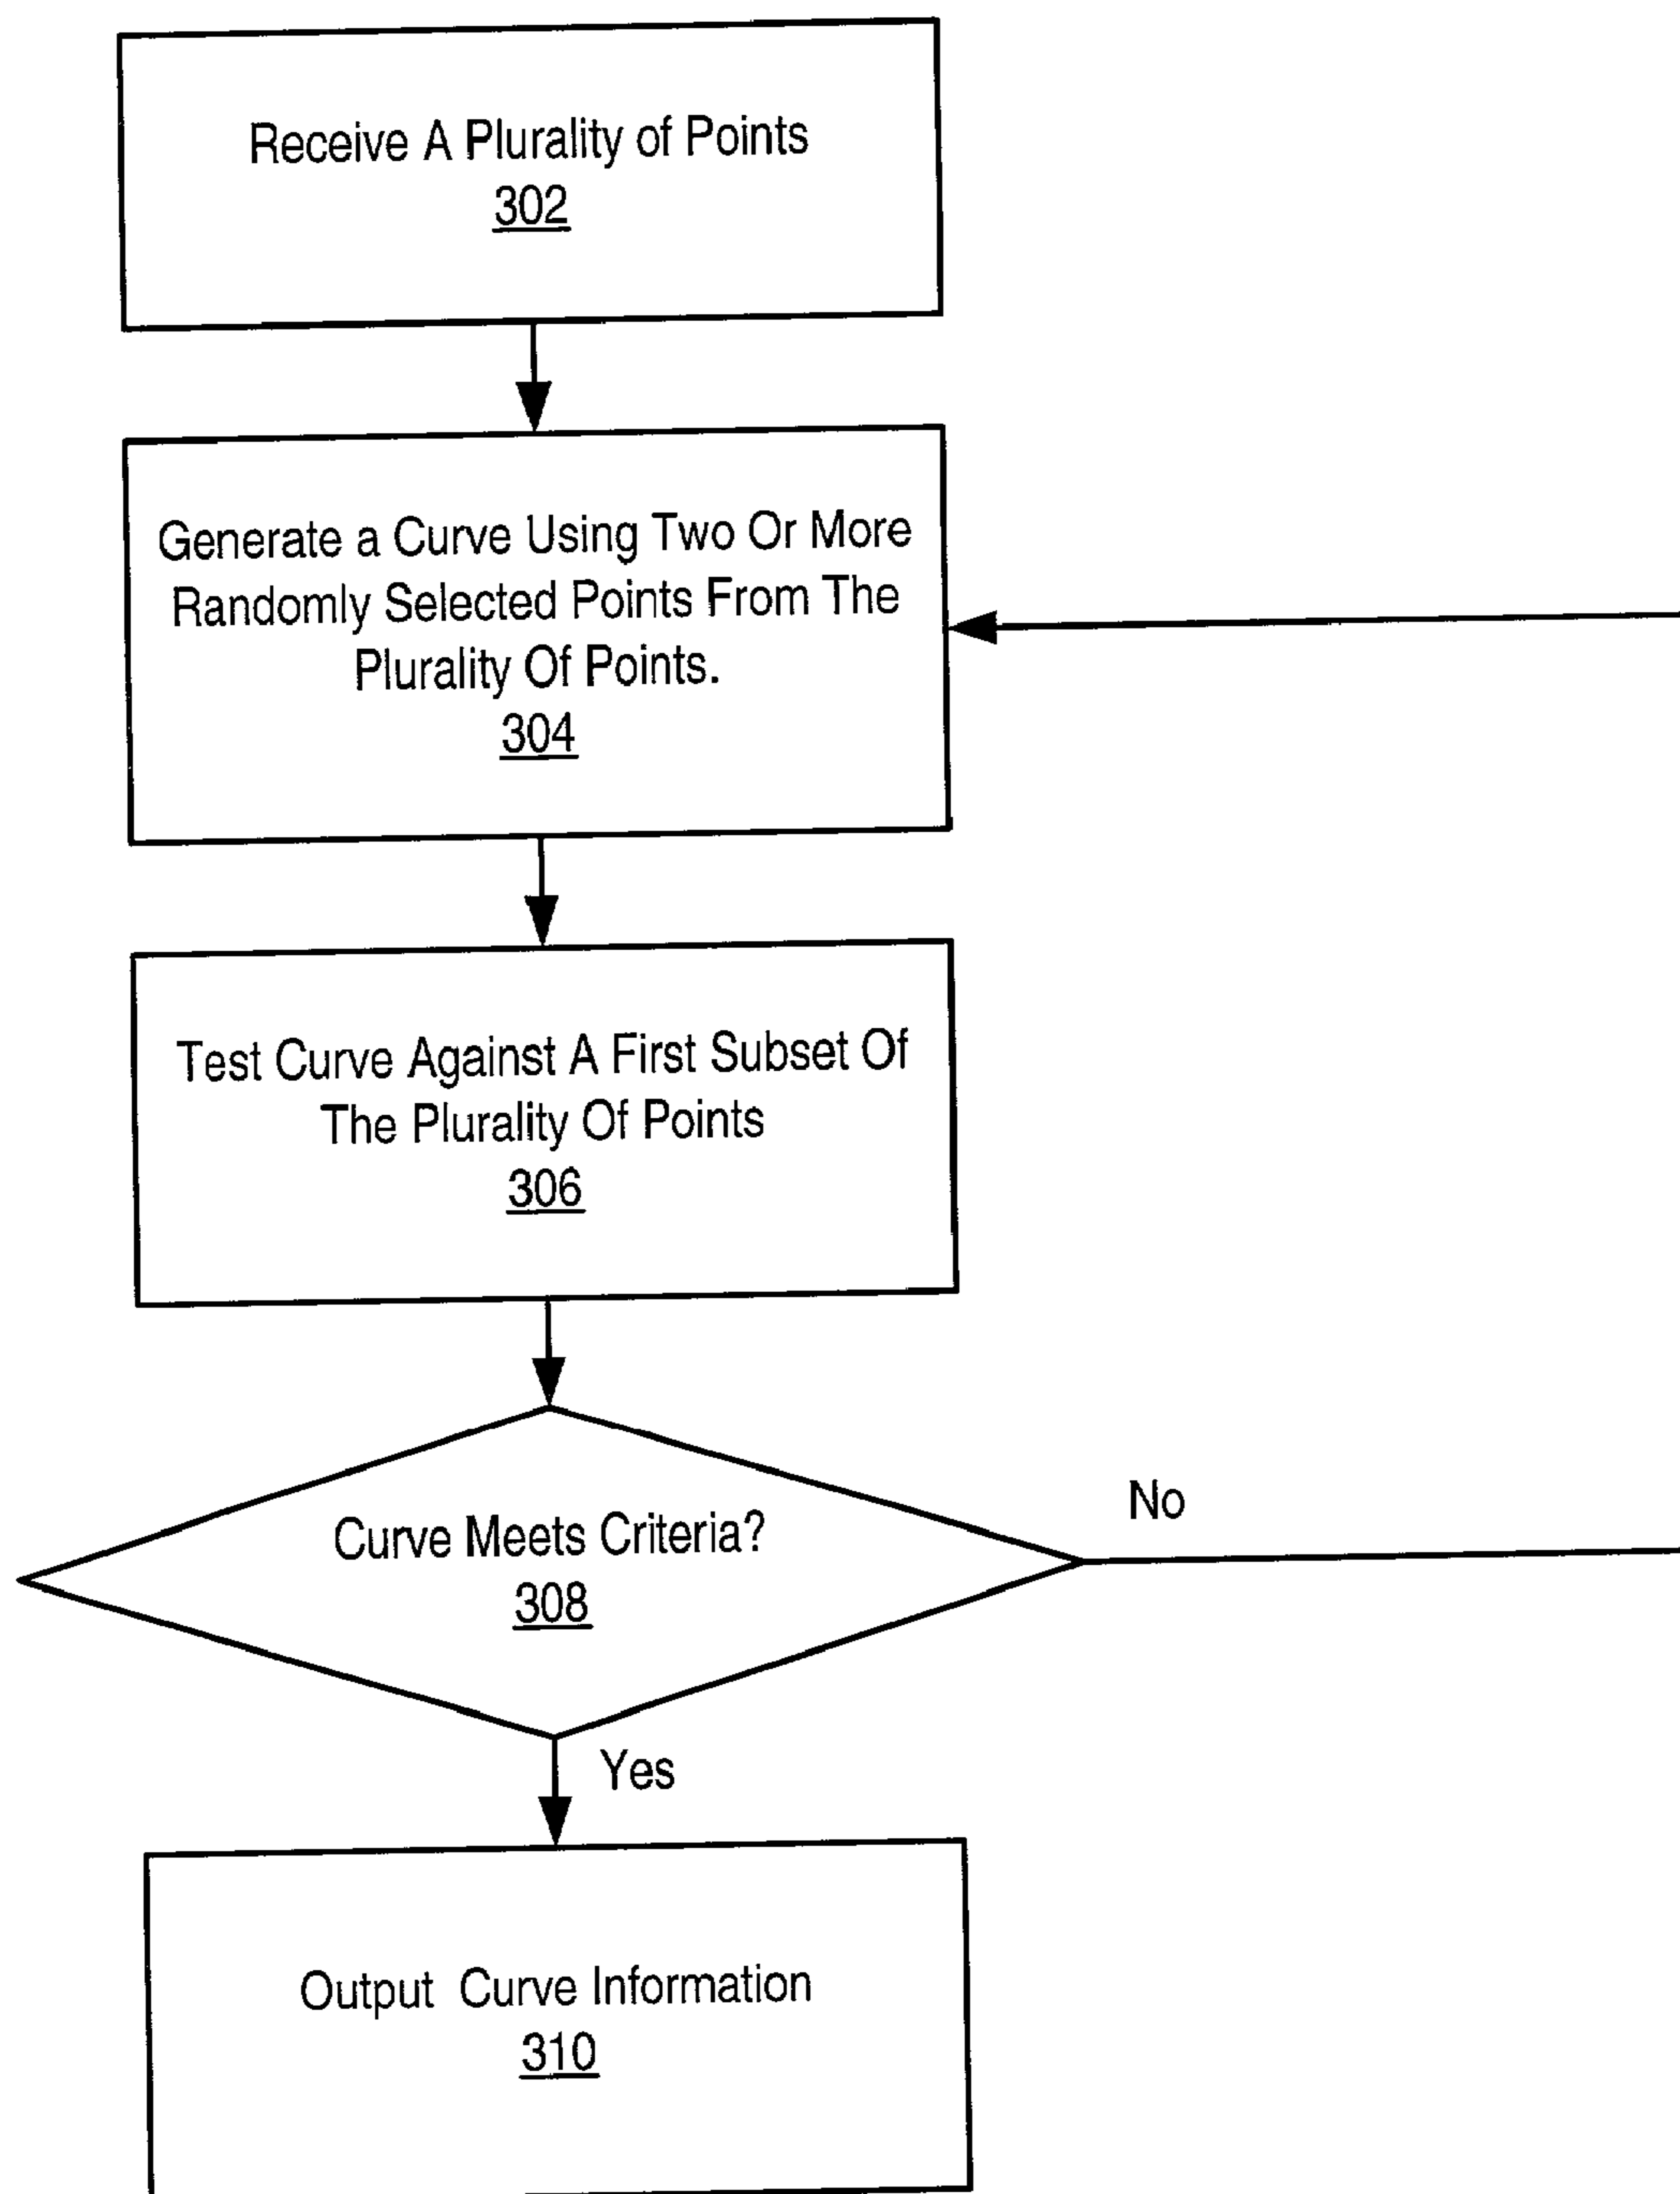 Receive A Plurality of Points
302
Generate a Curve Using Two Or More
Randomly Selected Points From The
Plurality Of Points.
304
Test Curve Against A First Subset Of
The Plurality Of Points
306
Curve Meets Criteria?
308
No
Yes
Output Curve Information
310